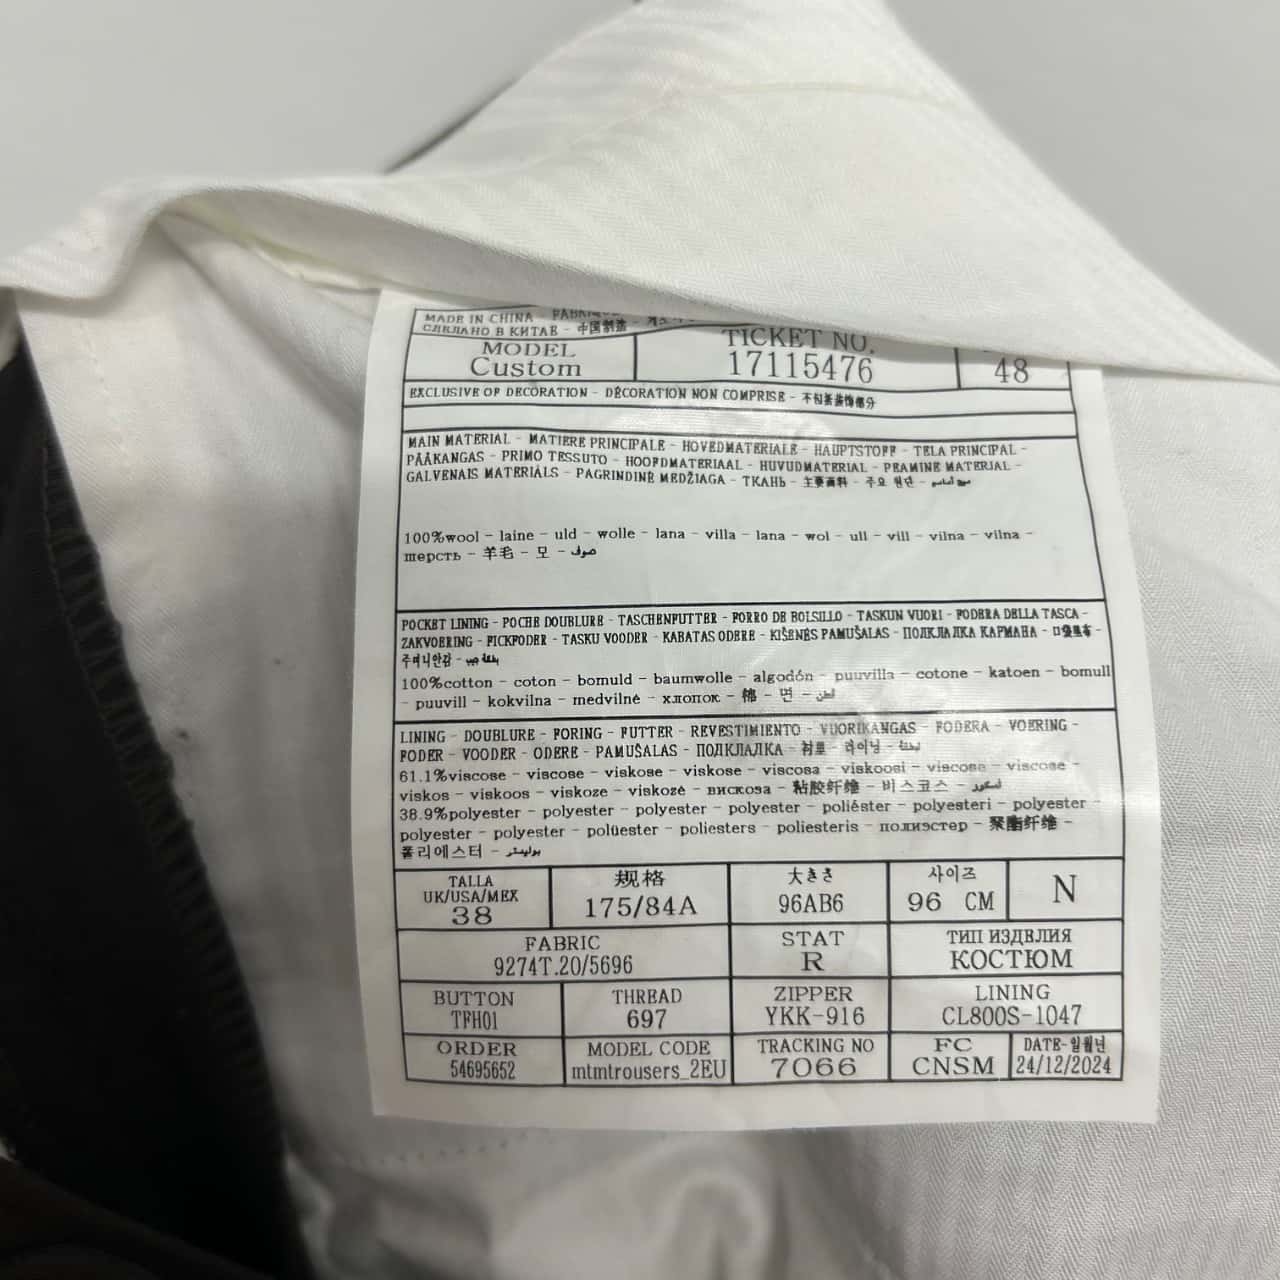 MADE IN CHINA -
СДЕЛАНО В КИТАЕ - 中国制造 -
MODEL
Custom
TICKET NO.
17115476
48
EXCLUSIVE OF DECORATION - DÉCORATION NON COMPRISE - 不包括装饰部分
MAIN MATERIAL - MATIERE PRINCIPALE - HOVEDMATERIALE - HAUPTSTOFF - TELA PRINCIPAL -
PÄÄKANGAS - PRIMO TESSUTO - HOOFDMATERIAAL - HUVUDMATERIAL - PEAMINE MATERJAL -
GALVENAIS MATERIÁLS - PAGRINDINE MEDŽIAGA - ТКАНЬ - 主要面料 - 주요 원단 -
100%wool - laine - uld - wolle - lana - villa - lana - wol - ull - vill - vilna - vilna -
шерсть - 羊毛 - 모 - صوف
POCKET LINING - POCHE DOUBLURE - TASCHENFUTTER - FORRO DE BOLSILLO - TASKUN VUORI - FODERA DELLA TASCA -
ZAKVOERING - FICKFODER - TASKU VOODER - KABATAS ODERE - KIŠENĖS PAMUŠALAS - ПОДКЛАДКА КАРМАНА - 口袋里布 -
주머니안감 - بطانة جيب
100%cotton - coton - bomuld - baumwolle - algodón - puuvilla - cotone - katoen - bomull
- puuvill - kokvilna - medvilnė - хлопок - 棉 - 면 - قطن
LINING - DOUBLURE - FORING - FUTTER - REVESTIMIENTO - VUORIKANGAS - FODERA - VOERING -
FODER - VOODER - ODERE - PAMUŠALAS - ПОДКЛАДКА - 衬里 - 라이닝 - بطانة
61.1%viscose - viscose - viskose - viskose - viscosa - viskoosi - viscosa - viscose -
viskos - viskoos - viskoze - viskozė - вискоза - 粘胶纤维 - 비스코스 - فسكوز
38.9%polyester - polyester - polyester - polyester - poliéster - polyesteri - polyester -
polyester - polyester - polüester - poliesters - poliesteris - полиэстер - 聚酯纤维 -
폴리에스터 - بوليستر
TALLA
UK/USA/MEX
38
规格
175/84A
大きさ
96AB6
사이즈
96 CM
N
FABRIC
9274T.20/5696
STAT
R
ТИП ИЗДЕЛИЯ
КОСТЮМ
BUTTON
TFH01
THREAD
697
ZIPPER
YKK-916
LINING
CL800S-1047
ORDER
54695652
MODEL CODE
mtmtrousers_2EU
TRACKING NO
7066
FC
CNSM
DATE-일월년
24/12/2024